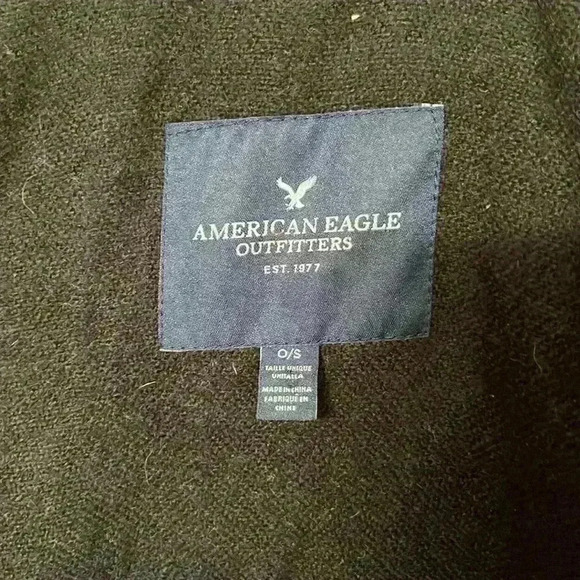 AMERICAN EAGLE
OUTFITTERS
EST. 1977
O/S
TAILLE UNIQUE
UNITALLA
MADE IN CHINA
FABRIQUE EN
CHINE